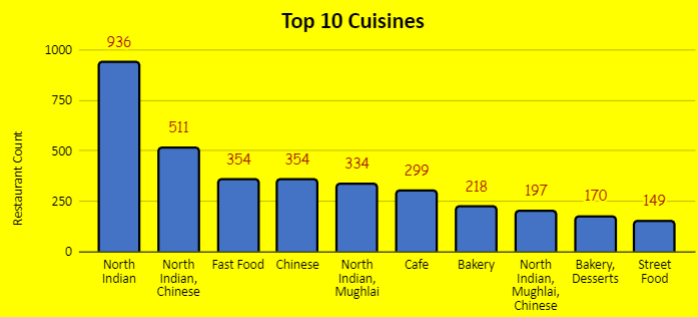 Top 10 Cuisines
Restaurant Count
1000
750
500
250
0
936
511
354
354
334
299
218
197
170
149
North
Indian
North
Indian,
Chinese
Fast Food
Chinese
North
Indian,
Mughlai
Cafe
Bakery
North
Indian,
Mughlai,
Chinese
Bakery,
Desserts
Street
Food